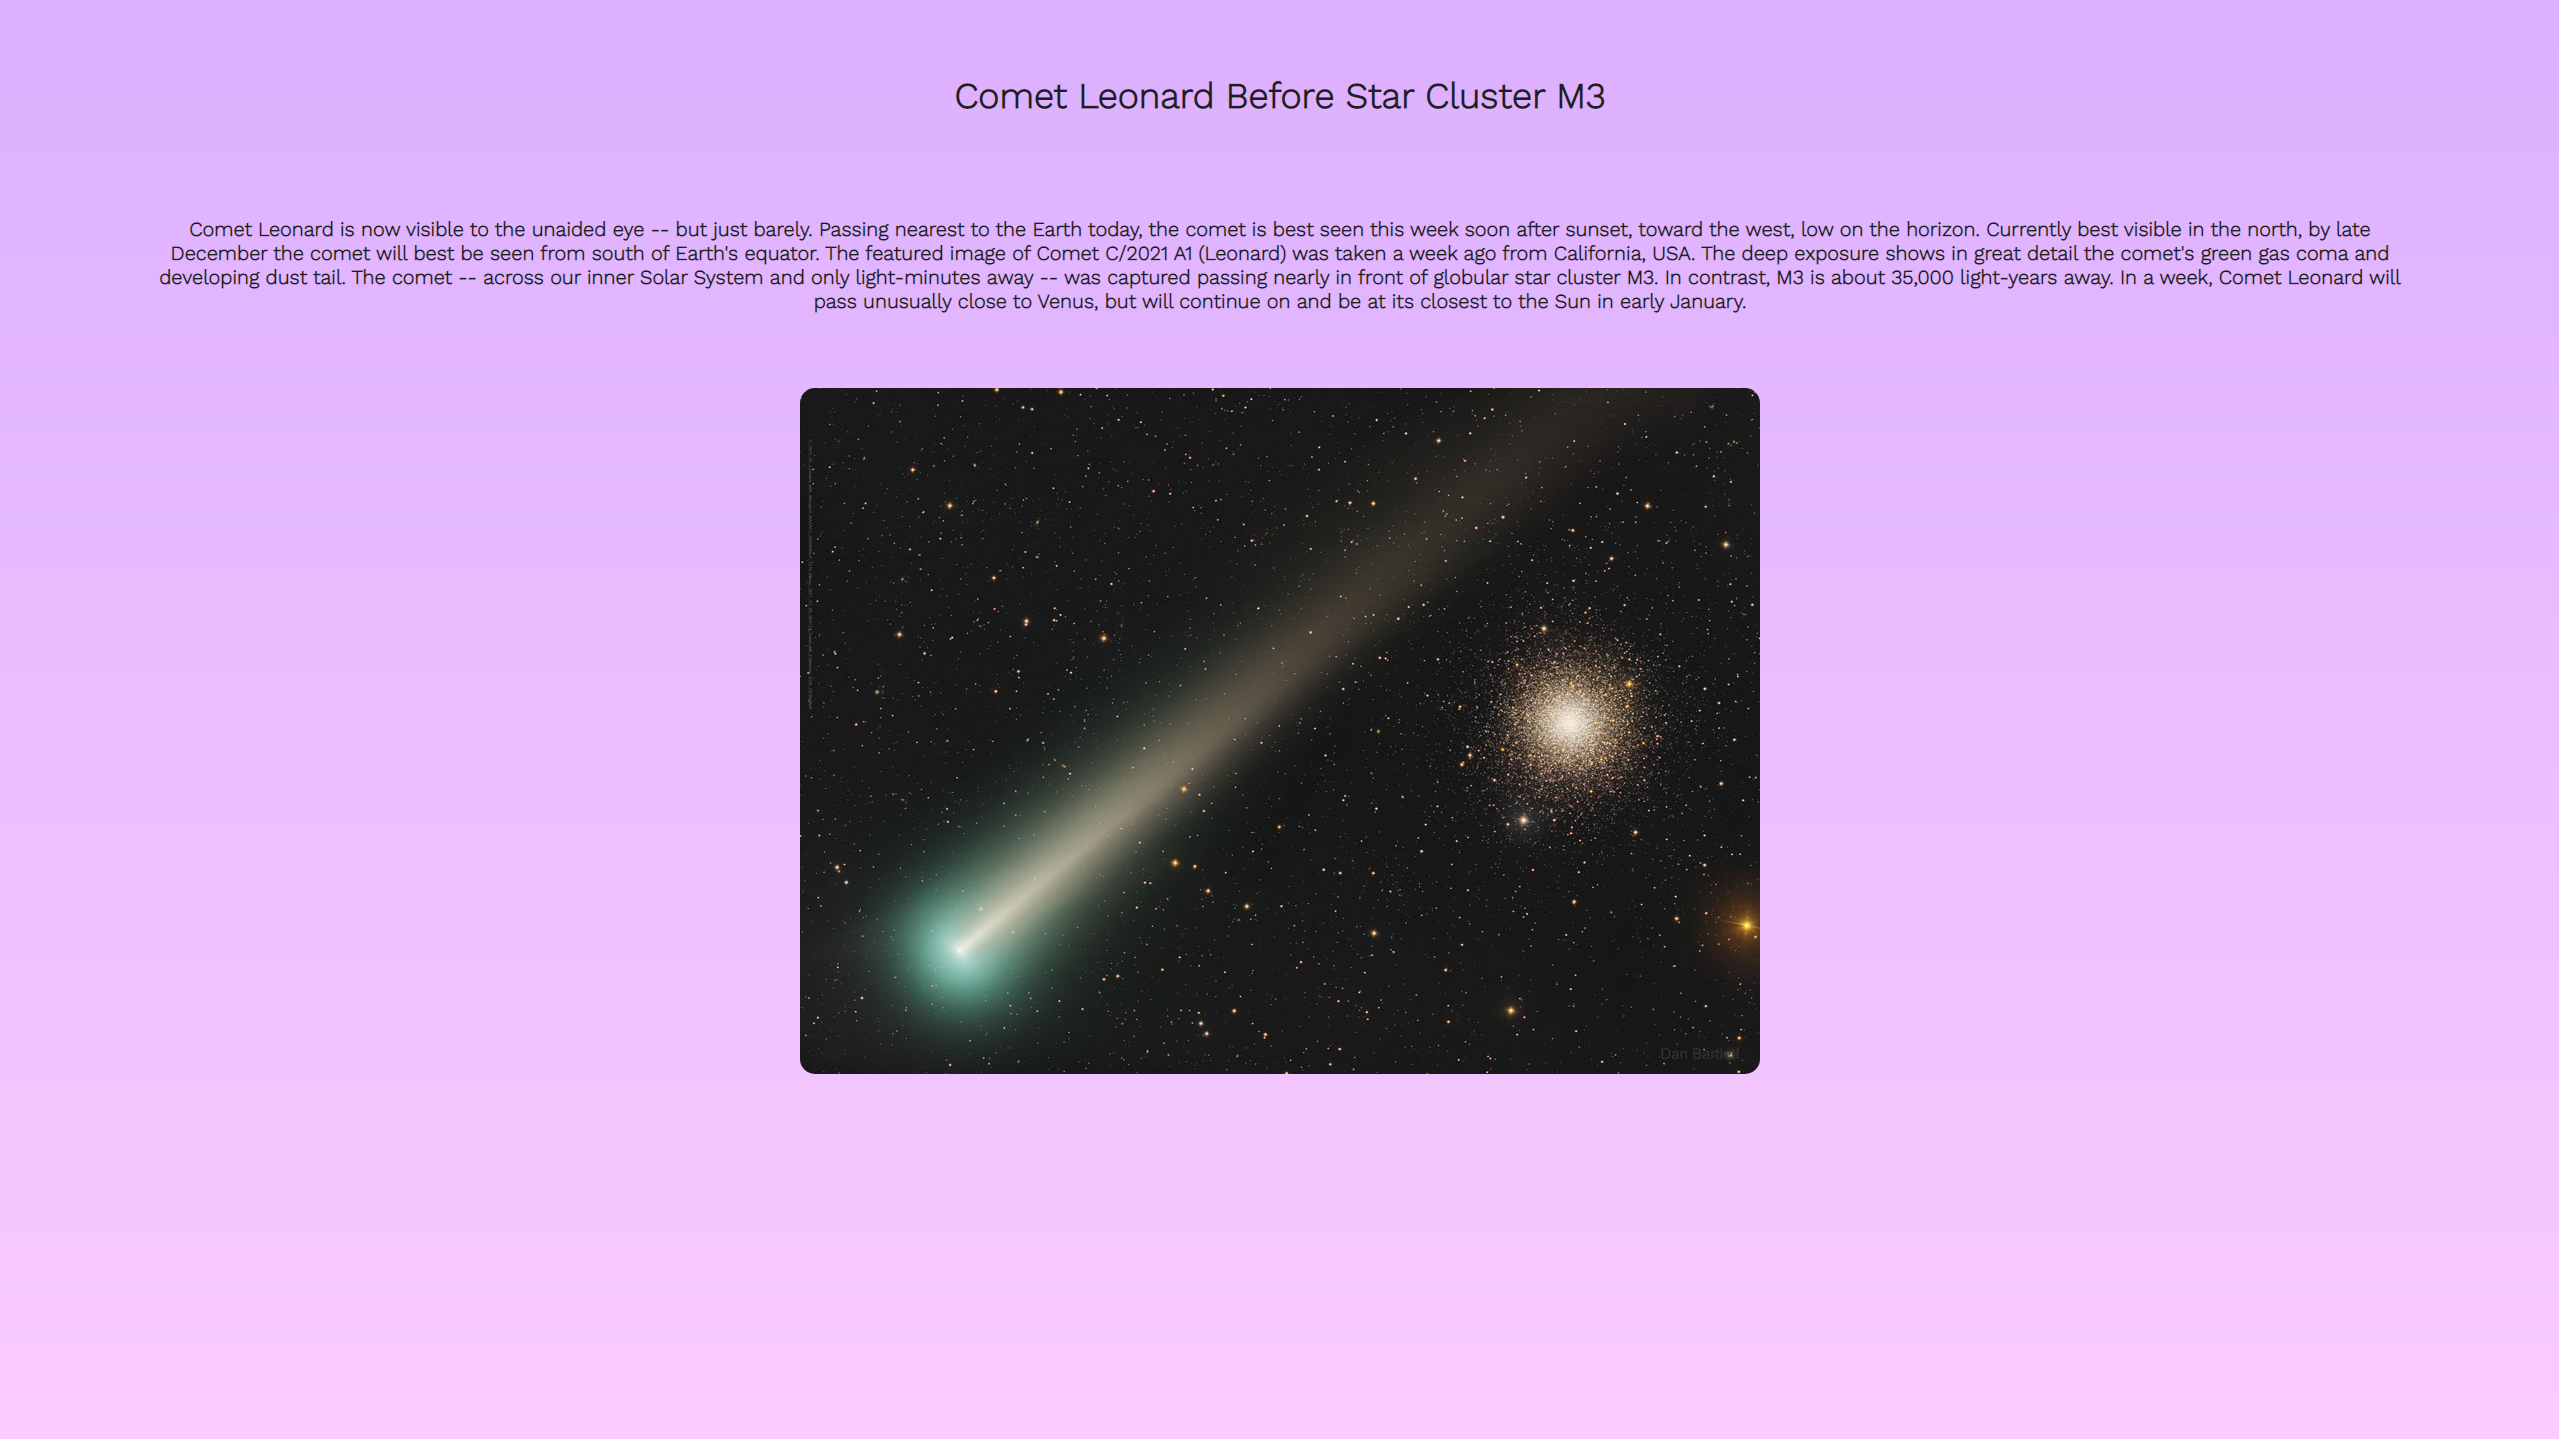 Comet Leonard Before Star Cluster M3
Comet Leonard is now visible to the unaided eye -- but just barely. Passing nearest to the Earth today, the comet is best seen this week soon after sunset, toward the west, low on the horizon. Currently best visible in the north, by late
December the comet will best be seen from south of Earth's equator. The featured image of Comet C/2021 A1 (Leonard) was taken a week ago from California, USA. The deep exposure shows in great detail the comet's green gas coma and
developing dust tail. The comet -- across our inner Solar System and only light-minutes away -- was captured passing nearly in front of globular star cluster M3. In contrast, M3 is about 35,000 light-years away. In a week, Comet Leonard will
pass unusually close to Venus, but will continue on and be at its closest to the Sun in early January.
Dan Bartlett